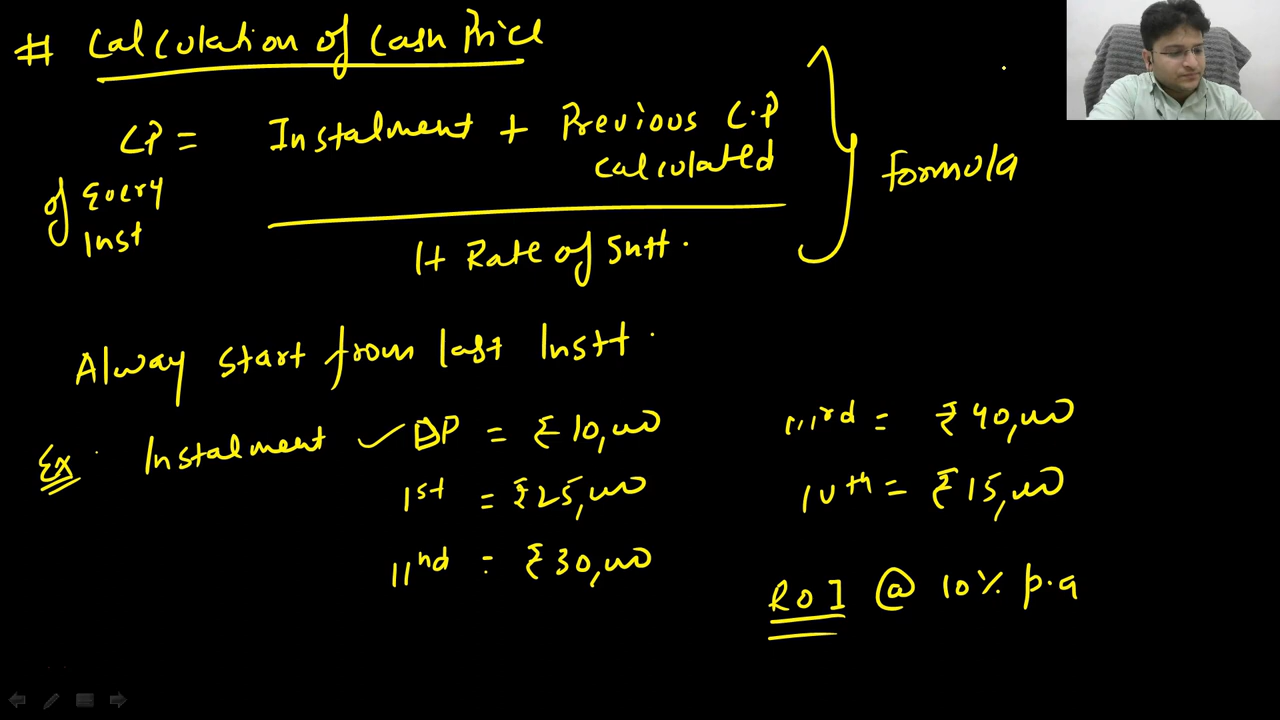 # Calculation of Cash Price
CP = Instalment + Previous C.P
calculated
of Every
Inst
1+ Rate of Intt.
Formula
Alway start from last Instt.
Ex. Instalment ✓ DP = ₹10,000
1st = ₹25,000
IInd = ₹30,000
IIIrd = ₹40,000
IVth = ₹15,000
ROI @ 10% p.a